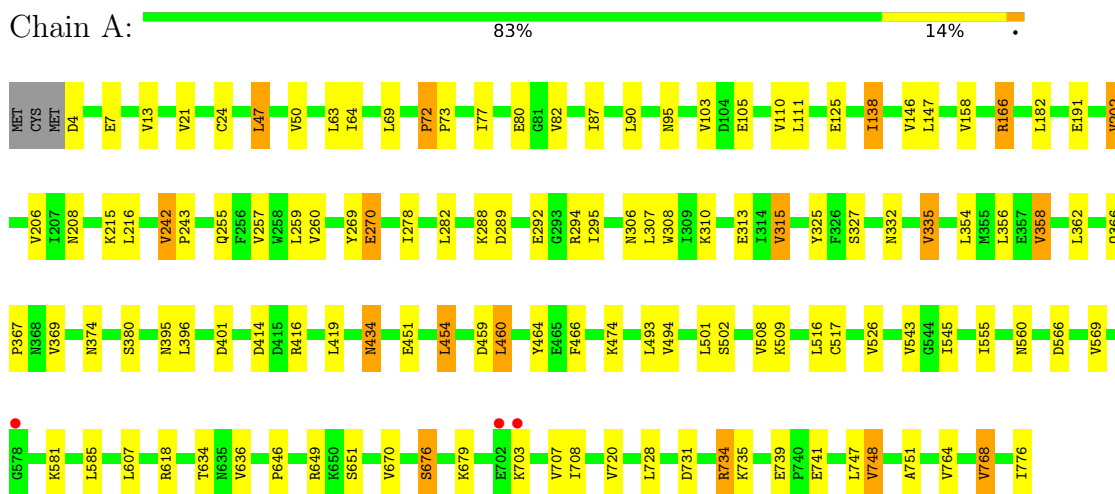 Chain A:
83% 14% •
MET CYS MET D4 E7 V13 V21 C24 L47 V50 L63 I64 L69 P72 P73 I77 E80 G81 V82 I87 L90 N95 V103 D104 E105 V110 L111 E125 I138 V146 L147 V158 R166 L182 E191
V206 I207 N208 K215 L216 V242 P243 Q255 F256 V257 W258 L259 V260 Y269 E270 I278 L282 K288 D289 E292 G293 R294 I295 N306 L307 W308 I309 K310 E313 I314 V315 Y325 F326 S327 N332 V335 L354 M355 L356 E357 V358 L362
P367 N368 V369 N374 S380 N395 L396 D401 D414 D415 R416 L419 N434 E451 L454 D459 L460 Y464 E465 F466 K474 L493 V494 L501 S502 V508 K509 L516 C517 V526 V543 G544 I545 I555 N560 D566 V569
G578 K581 L585 L607 R618 T634 N635 V636 P646 R649 K650 S651 V670 S676 K679 E702 K703 V707 I708 V720 L728 D731 R734 K735 E739 P740 E741 L747 V748 A751 V764 V768 I776